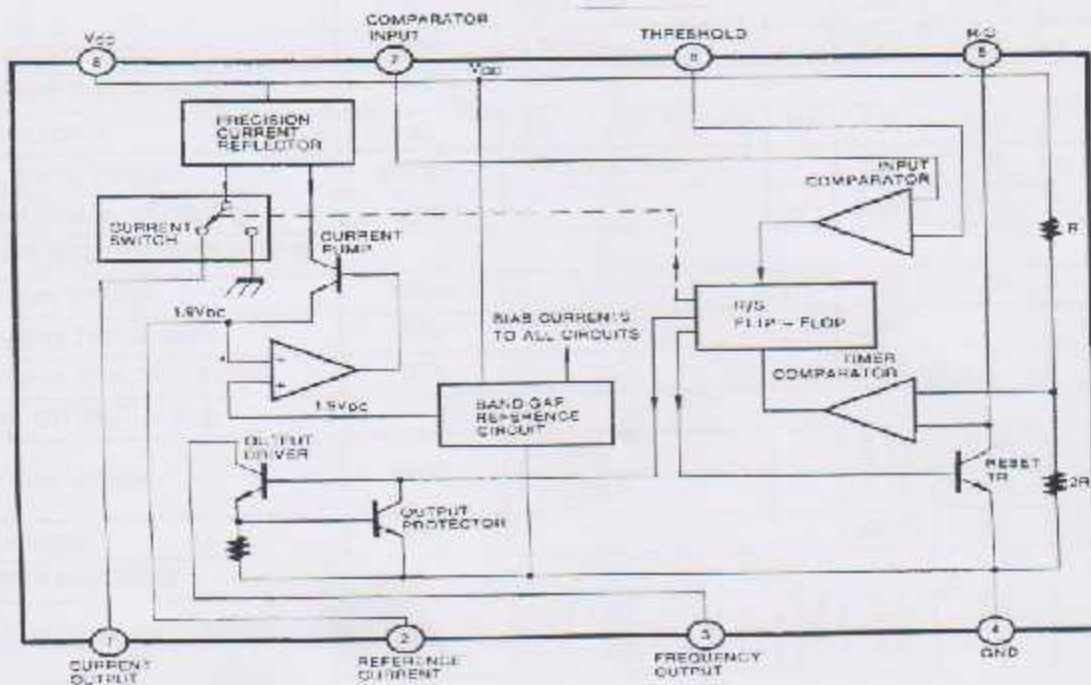 VCC
8
COMPARATOR
INPUT
7
THRESHOLD
6
R/C
5
VCC
PRECISION
CURRENT
REFLECTOR
INPUT
COMPARATOR
CURRENT
SWITCH
CURRENT
PUMP
R
1.9VDC
BIAS CURRENTS
TO ALL CIRCUITS
R/S
FLIP - FLOP
TIMER
COMPARATOR
1.9VDC
BAND-GAP
REFERENCE
CIRCUIT
OUTPUT
DRIVER
RESET
TR
2R
OUTPUT
PROTECTOR
1
CURRENT
OUTPUT
2
REFERENCE
CURRENT
3
FREQUENCY
OUTPUT
4
GND